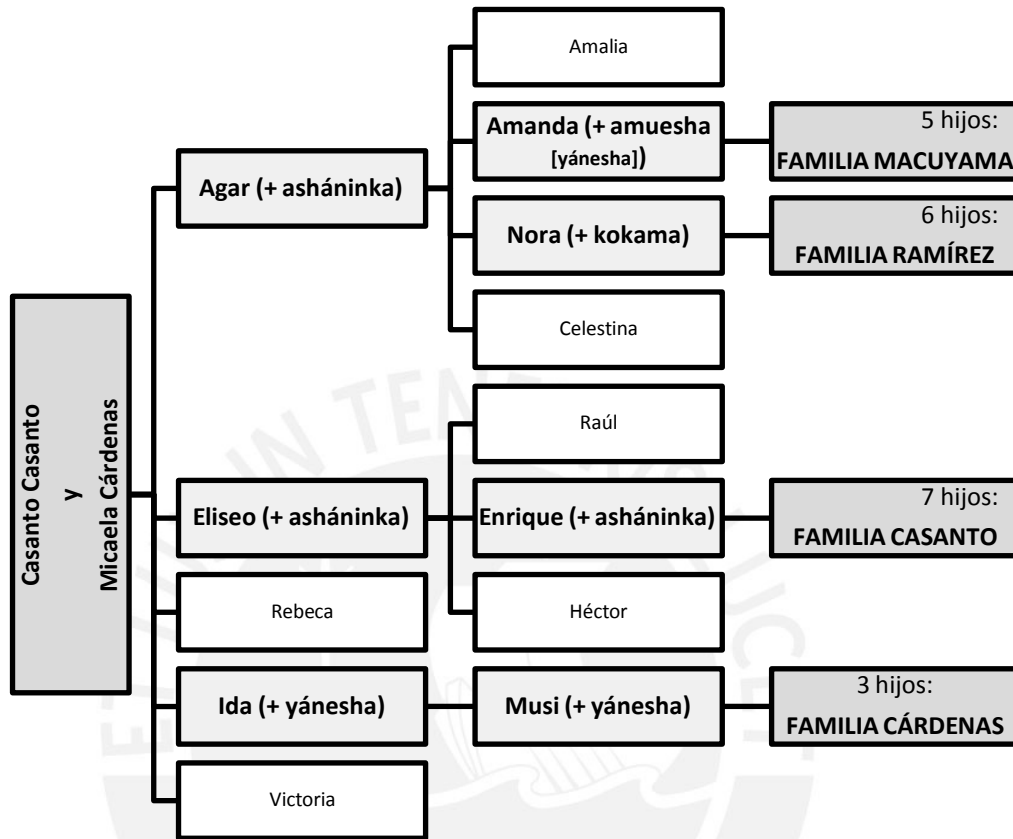 Casanto Casanto
y
Micaela Cárdenas
Agar (+ asháninka)
Amalia
Amanda (+ amuesha
[yánesha])
5 hijos:
FAMILIA MACUYAMA
Nora (+ kokama)
6 hijos:
FAMILIA RAMÍREZ
Celestina
Eliseo (+ asháninka)
Raúl
Enrique (+ asháninka)
7 hijos:
FAMILIA CASANTO
Héctor
Rebeca
Ida (+ yánesha)
Musi (+ yánesha)
3 hijos:
FAMILIA CÁRDENAS
Victoria